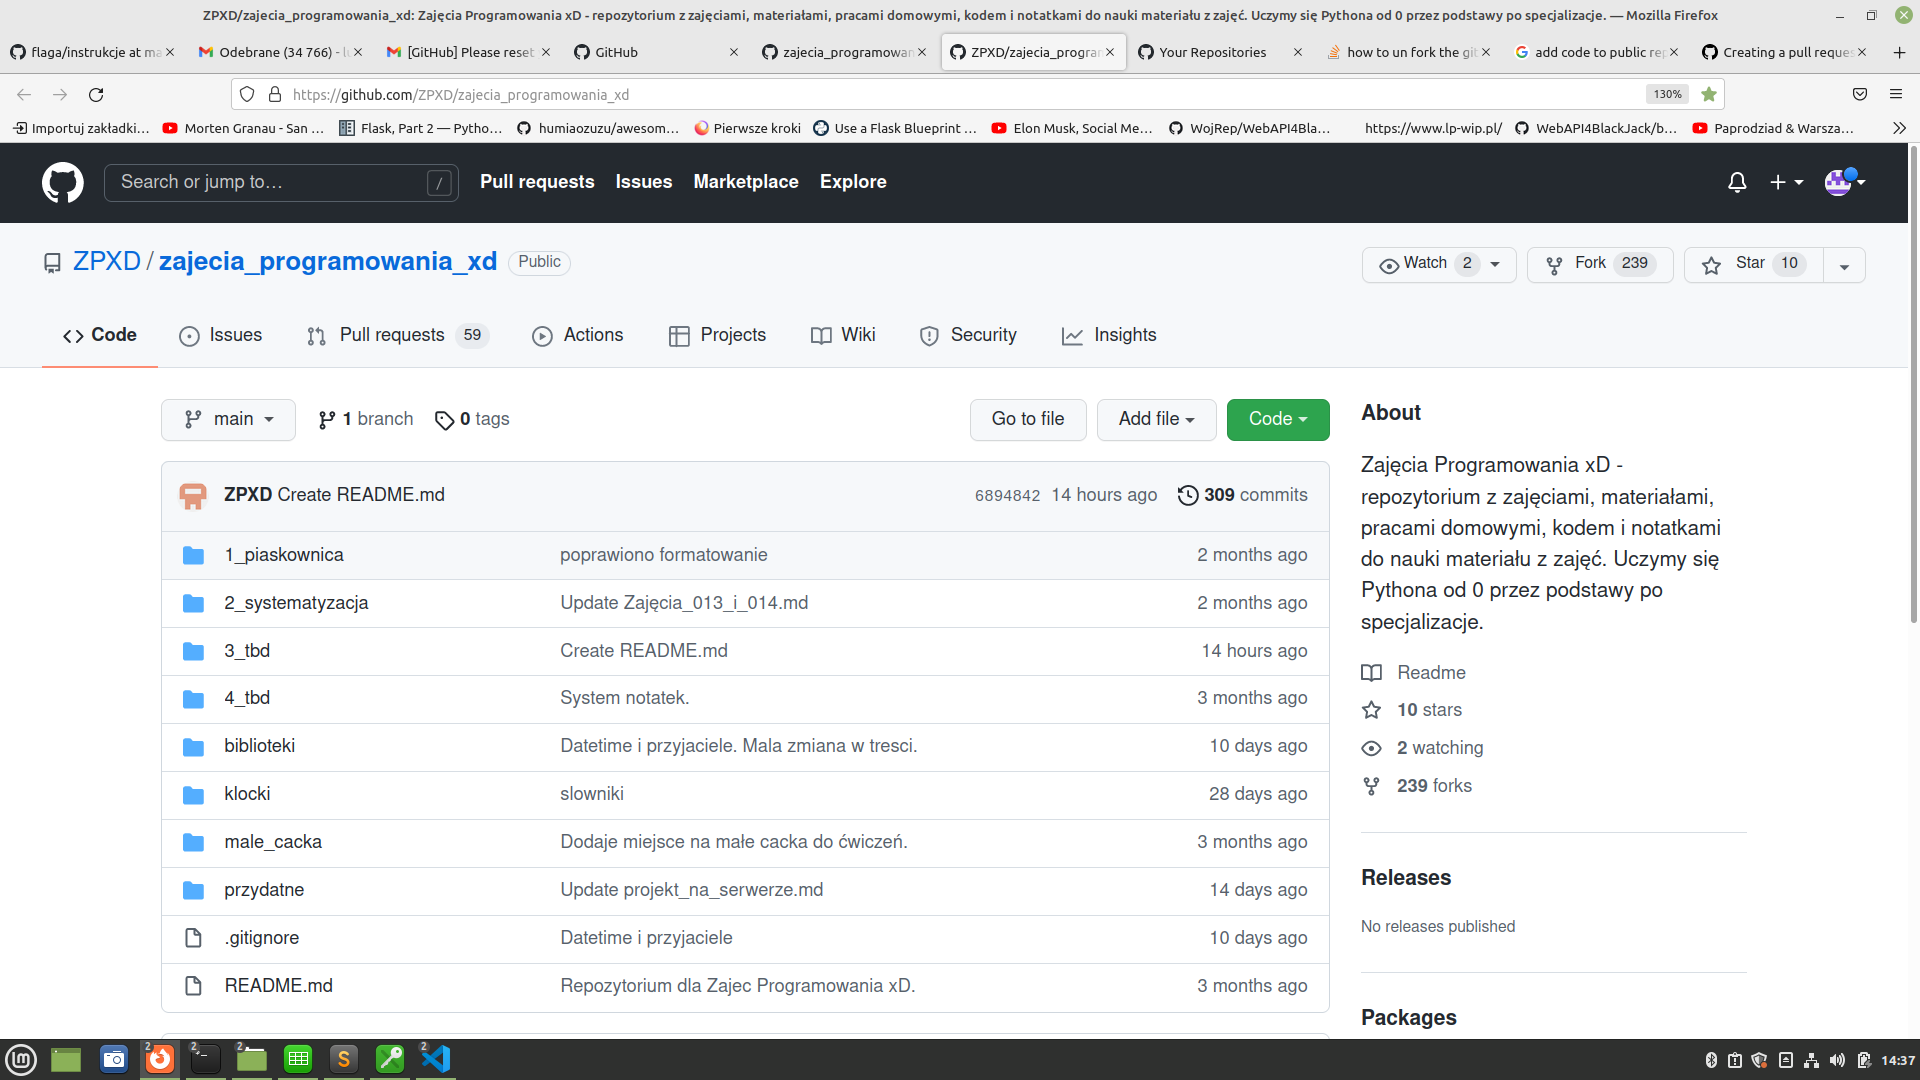 ZPXD/zajecia_programowania_xd: Zajęcia Programowania xD - repozytorium z zajęciami, materiałami, pracami domowymi, kodem i notatkami do nauki materiału z zajęć. Uczymy się Pythona od 0 przez podstawy po specjalizacje. — Mozilla Firefox
flaga/instrukcje at ma
Odebrane (34 766) -
[GitHub] Please reset
GitHub
zajecia_programowan
ZPXD/zajecia_program
Your Repositories
how to un fork the git
add code to public rep
Creating a pull reques
https://github.com/ZPXD/zajecia_programowania_xd
130%
Importuj zakładki…
Morten Granau - San …
Flask, Part 2 — Pytho…
humiaozuzu/awesom…
Pierwsze kroki
Use a Flask Blueprint …
Elon Musk, Social Me…
WojRep/WebAPI4Bla…
https://www.lp-wip.pl/
WebAPI4BlackJack/b…
Paprodziad & Warsza…
Search or jump to…
/
Pull requests
Issues
Marketplace
Explore
ZPXD / zajecia_programowania_xd
Public
Watch 2
Fork 239
Star 10
Code
Issues
Pull requests 59
Actions
Projects
Wiki
Security
Insights
main
1 branch
0 tags
Go to file
Add file
Code
ZPXD Create README.md
6894842 14 hours ago
309 commits
1_piaskownica poprawiono formatowanie 2 months ago
2_systematyzacja Update Zajęcia_013_i_014.md 2 months ago
3_tbd Create README.md 14 hours ago
4_tbd System notatek. 3 months ago
biblioteki Datetime i przyjaciele. Mala zmiana w tresci. 10 days ago
klocki slowniki 28 days ago
male_cacka Dodaje miejsce na małe cacka do ćwiczeń. 3 months ago
przydatne Update projekt_na_serwerze.md 14 days ago
.gitignore Datetime i przyjaciele 10 days ago
README.md Repozytorium dla Zajec Programowania xD. 3 months ago
About
Zajęcia Programowania xD -
repozytorium z zajęciami, materiałami,
pracami domowymi, kodem i notatkami
do nauki materiału z zajęć. Uczymy się
Pythona od 0 przez podstawy po
specjalizacje.
Readme
10 stars
2 watching
239 forks
Releases
No releases published
Packages
2
2
2
2
14:37